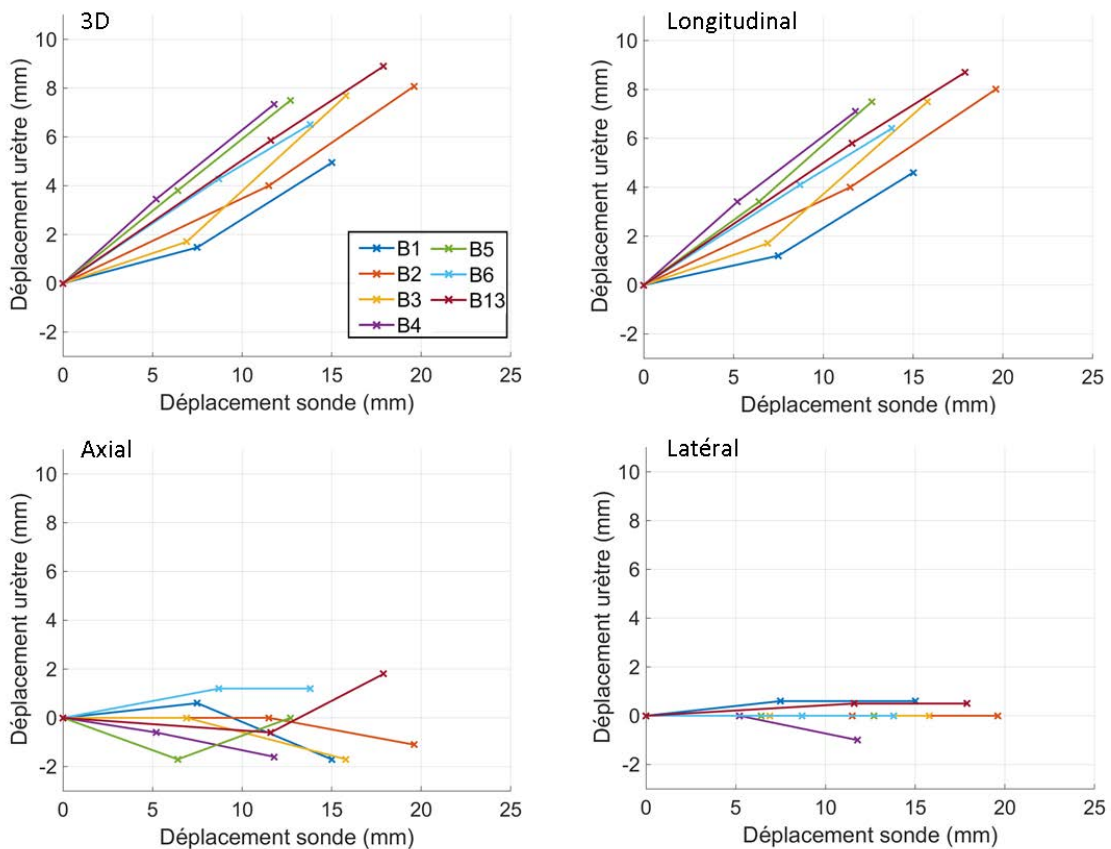 3D
10
8
6
4
2
0
-2
Déplacement urètre (mm)
0 5 10 15 20 25
Déplacement sonde (mm)
B1 B5
B2 B6
B3 B13
B4
Longitudinal
10
8
6
4
2
0
-2
Déplacement urètre (mm)
0 5 10 15 20 25
Déplacement sonde (mm)
Axial
10
8
6
4
2
0
-2
Déplacement urètre (mm)
0 5 10 15 20 25
Déplacement sonde (mm)
Latéral
10
8
6
4
2
0
-2
Déplacement urètre (mm)
0 5 10 15 20 25
Déplacement sonde (mm)